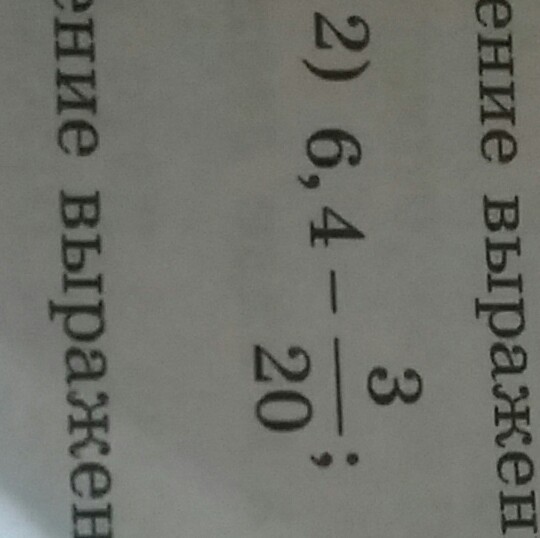 ение выражен
2) 6,4 - 3/20;
ение выражен